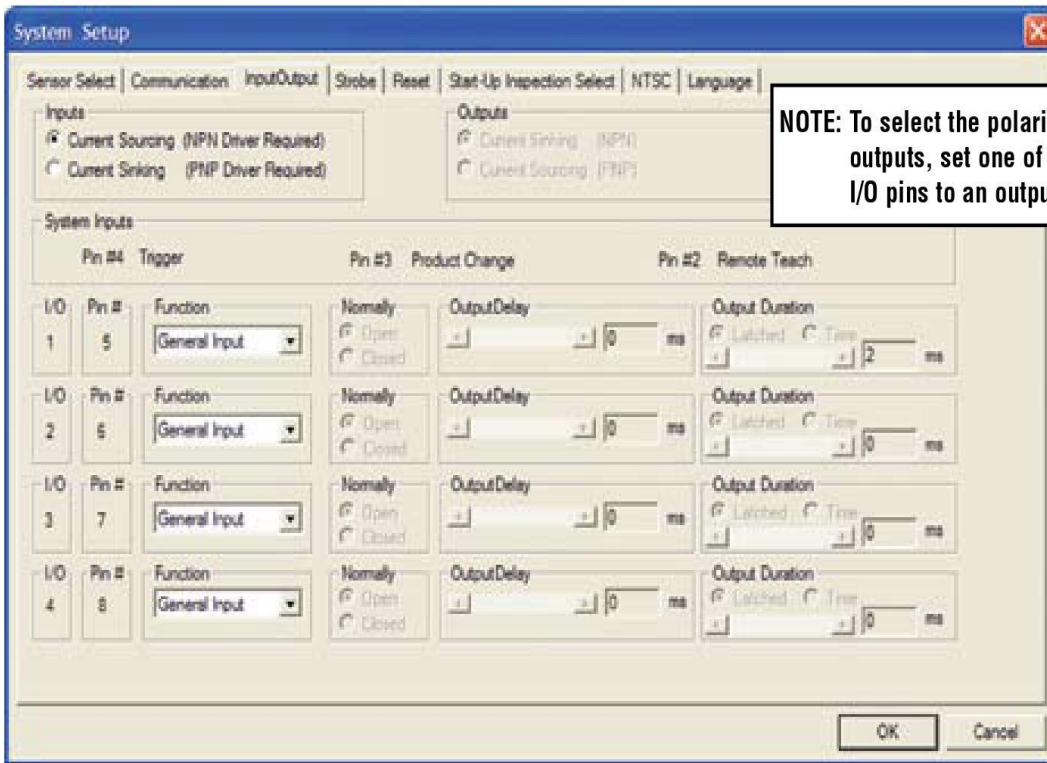 System Setup
Sensor Select Communication InputOutput Strobe Reset Start-Up Inspection Select NTSC Language
Inputs
Current Sourcing (NPN Driver Required)
Current Sinking (PNP Driver Required)
Outputs
Current Sinking (NPN)
Current Sourcing (PNP)
NOTE: To select the
outputs, set one of
I/O pins to an
System Inputs
Pin #4 Trigger Pin #3 Product Change Pin #2 Remote Teach
I/O Pin # Function Normally OutputDelay Output Duration
1 5 General Input Open Closed 0 ms Latched Time 2 ms
I/O Pin # Function Normally OutputDelay Output Duration
2 6 General Input Open Closed 0 ms Latched Time 0 ms
I/O Pin # Function Normally OutputDelay Output Duration
3 7 General Input Open Closed 0 ms Latched Time 0 ms
I/O Pin # Function Normally OutputDelay Output Duration
4 8 General Input Open Closed 0 ms Latched Time 0 ms
OK Cancel